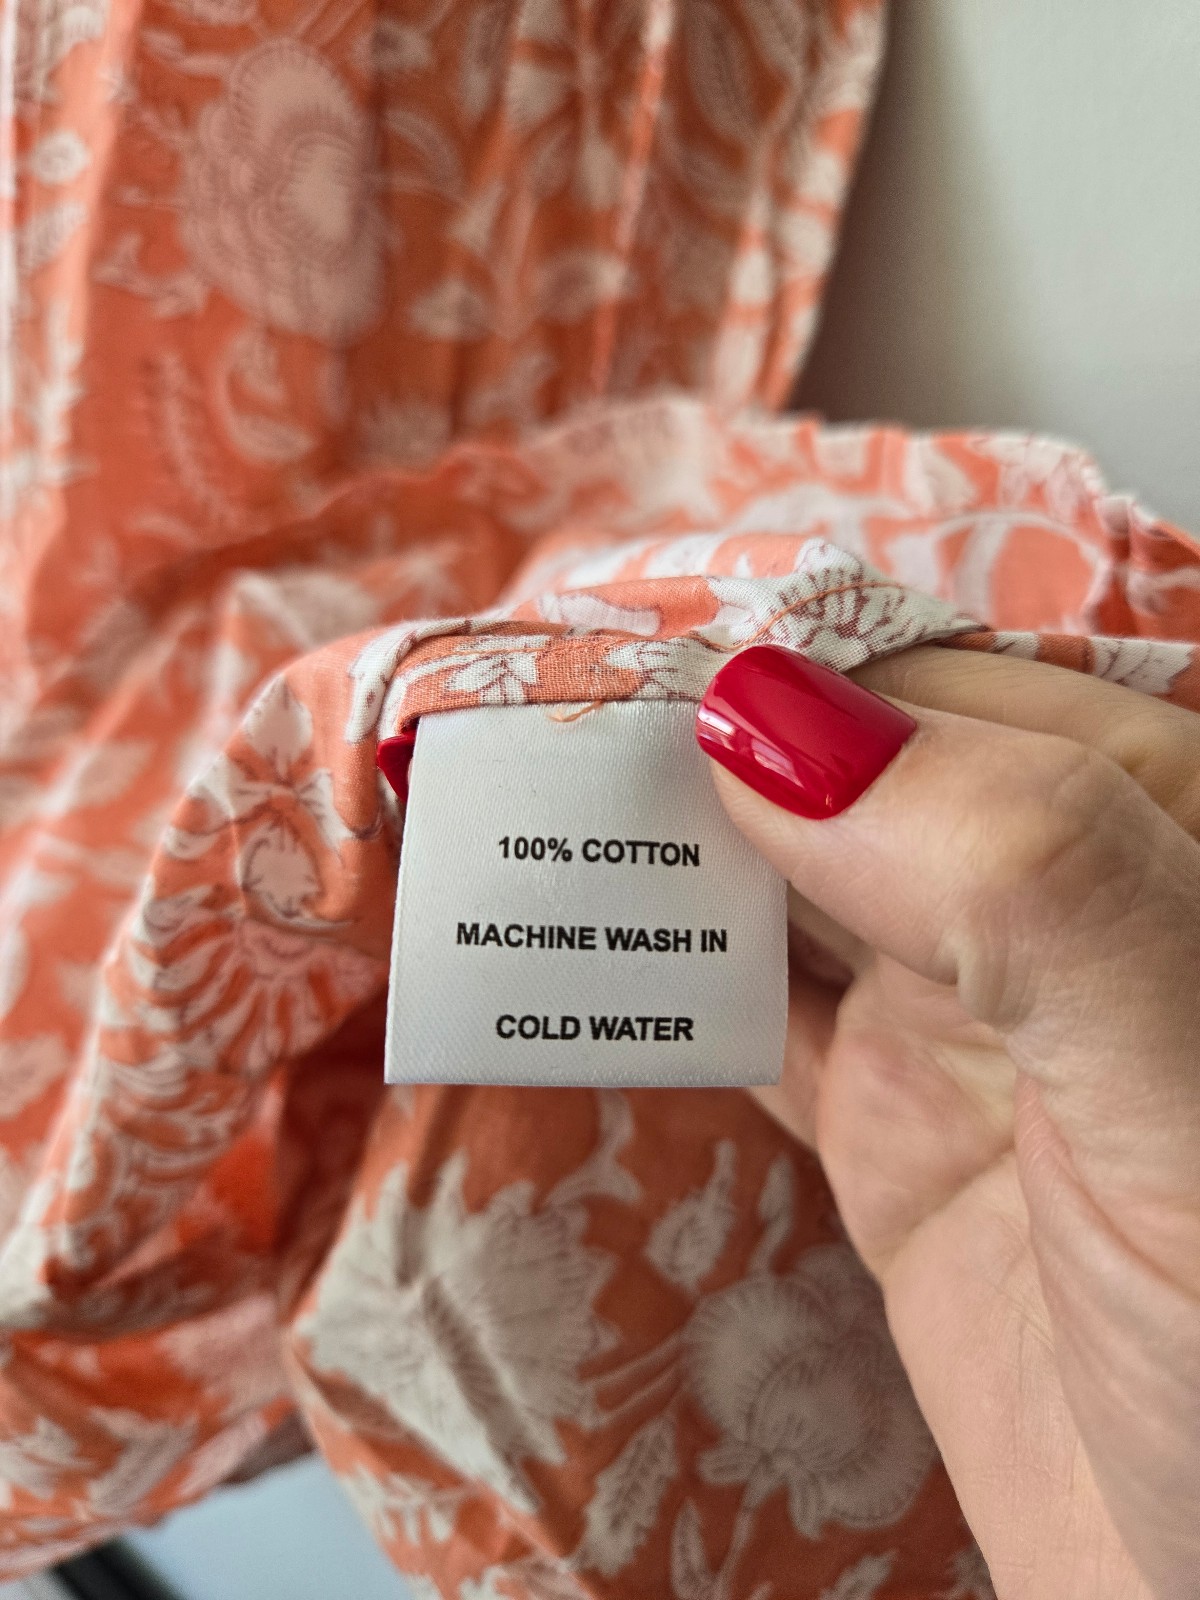 100% COTTON
MACHINE WASH IN
COLD WATER